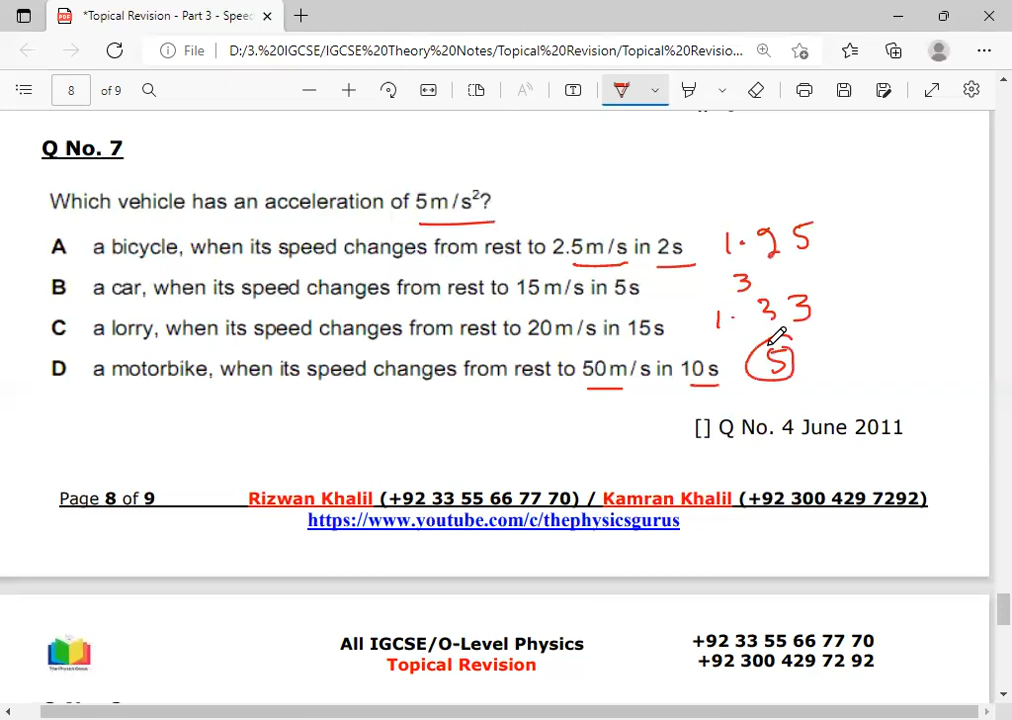 *Topical Revision - Part 3 - Speed
File D:/3.%20IGCSE/IGCSE%20Theory%20Notes/Topical%20Revision/Topical%20Revisio...
8 of 9
Q No. 7
Which vehicle has an acceleration of 5 m/s²?
A a bicycle, when its speed changes from rest to 2.5 m/s in 2 s 1.25
B a car, when its speed changes from rest to 15 m/s in 5 s 3
C a lorry, when its speed changes from rest to 20 m/s in 15 s 1.33
D a motorbike, when its speed changes from rest to 50 m/s in 10 s 5
[] Q No. 4 June 2011
Page 8 of 9 Rizwan Khalil (+92 33 55 66 77 70) / Kamran Khalil (+92 300 429 7292)
https://www.youtube.com/c/thephysicsgurus
All IGCSE/O-Level Physics +92 33 55 66 77 70
Topical Revision +92 300 429 72 92